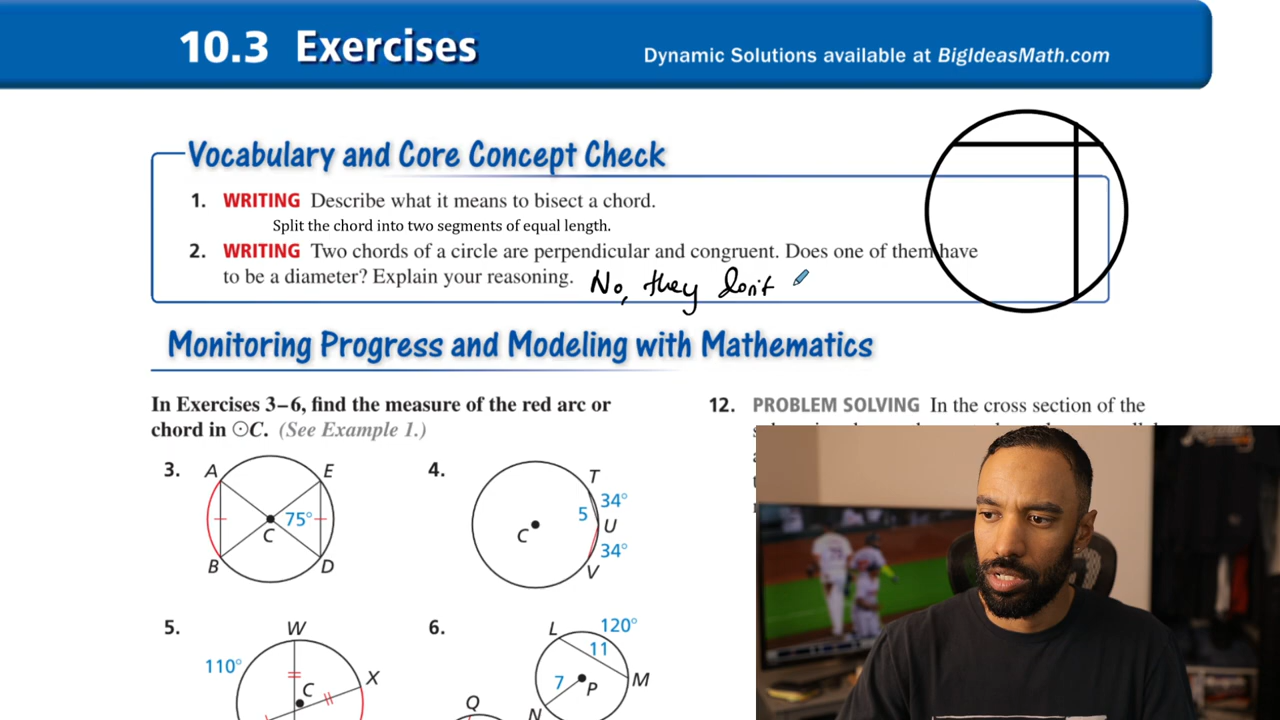 10.3 Exercises
Dynamic Solutions available at BigIdeasMath.com
Vocabulary and Core Concept Check
1. WRITING Describe what it means to bisect a chord.
Split the chord into two segments of equal length.
2. WRITING Two chords of a circle are perpendicular and congruent. Does one of them have
to be a diameter? Explain your reasoning. No, they don't
Monitoring Progress and Modeling with Mathematics
In Exercises 3–6, find the measure of the red arc or
chord in ⊙C. (See Example 1.)
12. PROBLEM SOLVING In the cross section of the
3. A E
75°
C
B D
4. T
34°
5
U
C
34°
V
5. W
110°
X
C
6. L 120°
11
7 P M
N
Q